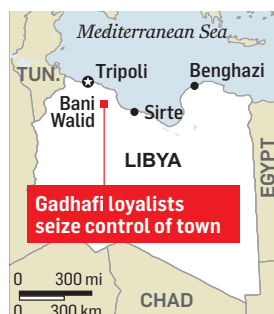 Mediterranean Sea
TUN.
Tripoli
Benghazi
Bani
Walid
Sirte
LIBYA
EGYPT
Gadhafi loyalists
seize control of town
0 300 mi
0 300 km
CHAD